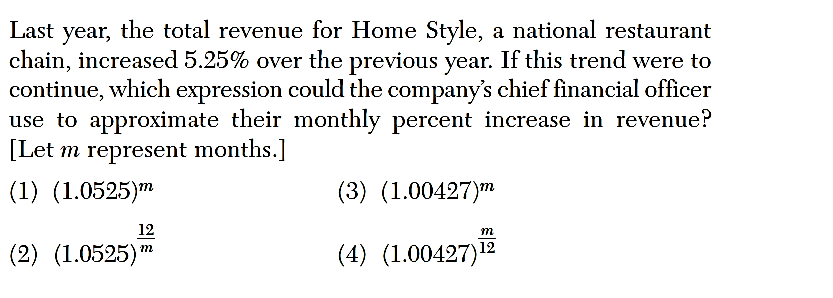 Last year, the total revenue for Home Style, a national restaurant
chain, increased 5.25% over the previous year. If this trend were to
continue, which expression could the company's chief financial officer
use to approximate their monthly percent increase in revenue?
[Let m represent months.]
(1) (1.0525)^m (3) (1.00427)^m
(2) (1.0525)^(12/m) (4) (1.00427)^(m/12)